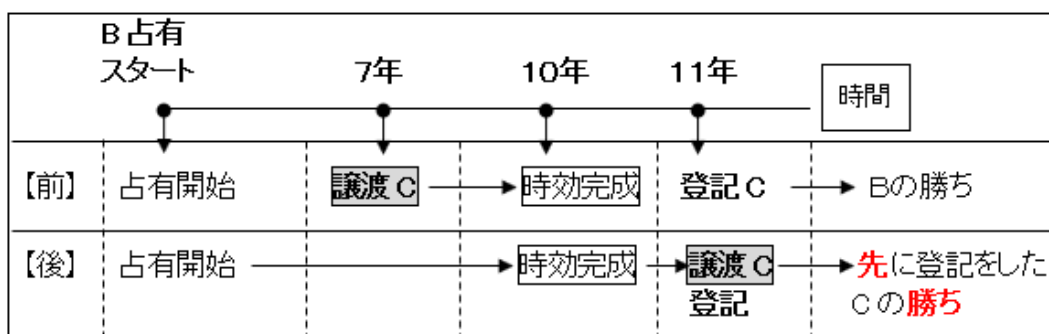 B占有
スタート
7年
10年
11年
時間
【前】
占有開始
譲渡C
時効完成
登記C
Bの勝ち
【後】
占有開始
時効完成
譲渡C
登記
先に登記をした
Cの勝ち